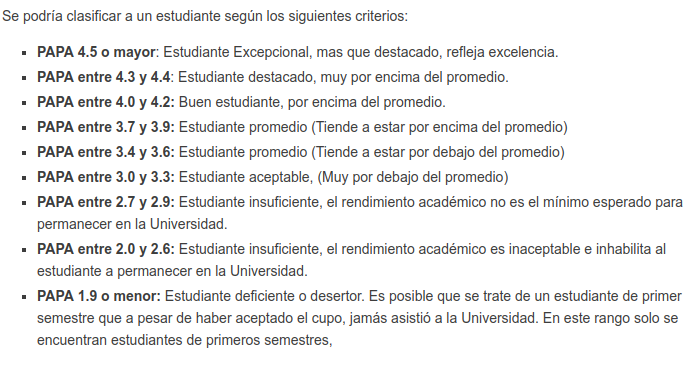 Se podría clasificar a un estudiante según los siguientes criterios:
▪ PAPA 4.5 o mayor: Estudiante Excepcional, mas que destacado, refleja excelencia.
▪ PAPA entre 4.3 y 4.4: Estudiante destacado, muy por encima del promedio.
▪ PAPA entre 4.0 y 4.2: Buen estudiante, por encima del promedio.
▪ PAPA entre 3.7 y 3.9: Estudiante promedio (Tiende a estar por encima del promedio)
▪ PAPA entre 3.4 y 3.6: Estudiante promedio (Tiende a estar por debajo del promedio)
▪ PAPA entre 3.0 y 3.3: Estudiante aceptable, (Muy por debajo del promedio)
▪ PAPA entre 2.7 y 2.9: Estudiante insuficiente, el rendimiento académico no es el mínimo esperado para
permanecer en la Universidad.
▪ PAPA entre 2.0 y 2.6: Estudiante insuficiente, el rendimiento académico es inaceptable e inhabilita al
estudiante a permanecer en la Universidad.
▪ PAPA 1.9 o menor: Estudiante deficiente o desertor. Es posible que se trate de un estudiante de primer
semestre que a pesar de haber aceptado el cupo, jamás asistió a la Universidad. En este rango solo se
encuentran estudiantes de primeros semestres,